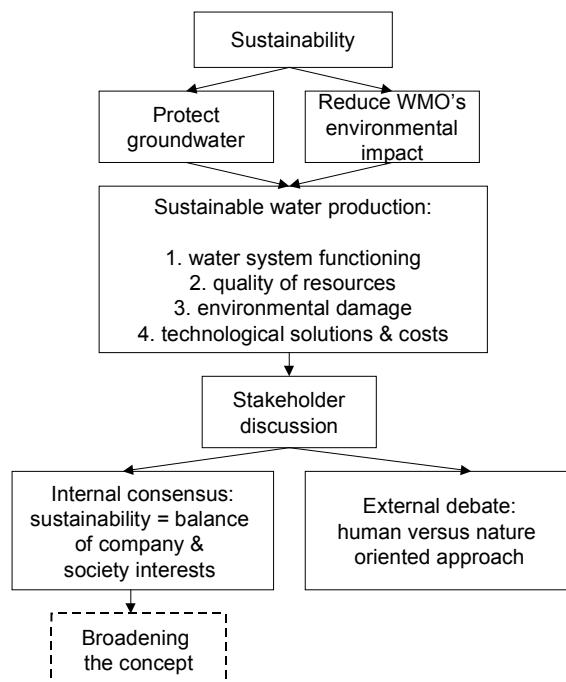 Sustainability
Protect
groundwater
Reduce WMO's
environmental
impact
Sustainable water production:
1. water system functioning
2. quality of resources
3. environmental damage
4. technological solutions & costs
Stakeholder
discussion
Internal consensus:
sustainability = balance
of company &
society interests
External debate:
human versus nature
oriented approach
Broadening
the concept